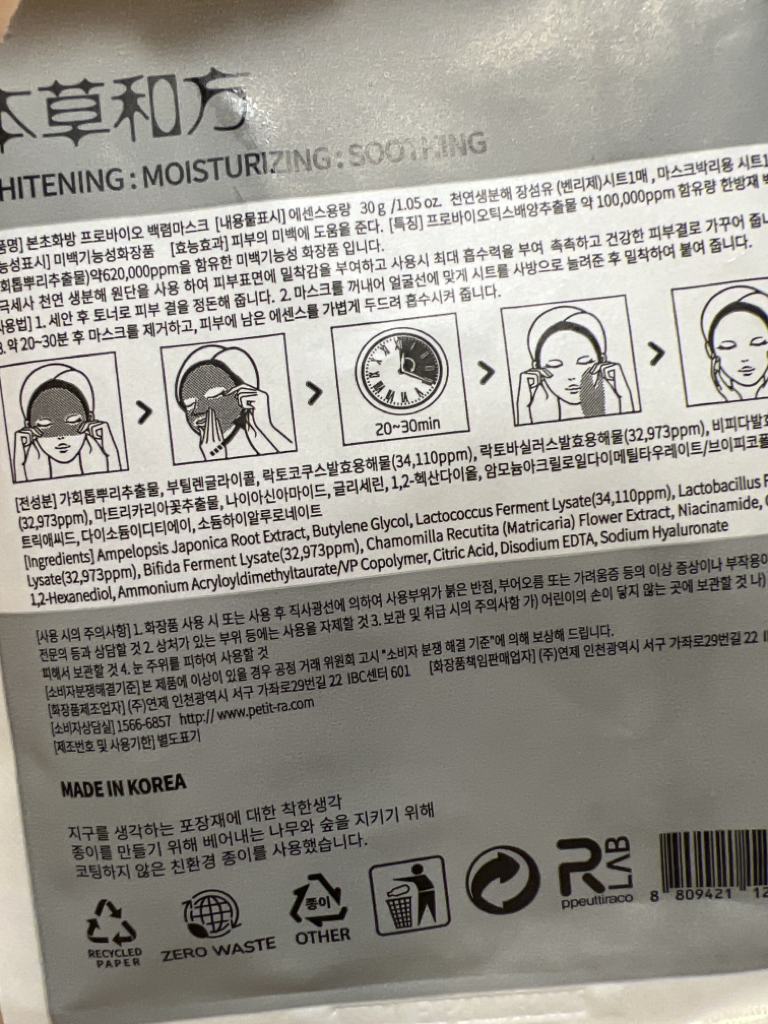 本草和方
HITENING : MOISTURIZING : SOOTHING
본초화방 프로바이오 백렴마스크 [내용물표시] 에센스용량 30g /1.05 oz. 천연생분해 장섬유 (벤리제)시트1매 , 마스크박리용 시트1
능성표시] 미백기능성화장품 [효능효과] 피부의 미백에 도움을 준다. [특징] 프로바이오틱스배양추출물 약 100,000ppm 함유량 한방재
회톱뿌리추출물)약620,000ppm을 함유한 미백기능성 화장품 입니다.
극세사 천연 생분해 원단을 사용 하여 피부표면에 밀착감을 부여하고 사용시 최대 흡수력을 부여 촉촉하고 건강한 피부결로 가꾸어 줍니
용법] 1. 세안 후 토너로 피부 결을 정돈해 줍니다. 2. 마스크를 꺼내어 얼굴선에 맞게 시트를 사방으로 눌려준 후 밀착하여 붙여 줍니다.
3. 약 20~30분 후 마스크를 제거하고, 피부에 남은 에센스를 가볍게 두드려 흡수시켜 줍니다.
20~30min
[전성분] 가회톱뿌리추출물, 부틸렌글라이콜, 락토코쿠스발효용해물(34,110ppm), 락토바실러스발효용해물(32,973ppm), 비피다발효
(32,973ppm), 마트리카리아꽃추출물, 나이아신아마이드, 글리세린, 1,2-헥산다이올, 암모늄아크릴로일다이메틸타우레이트/브이피코폴
트릭애씨드, 다이소듐이디티에이, 소듐하이알루로네이트
[Ingredients] Ampelopsis Japonica Root Extract, Butylene Glycol, Lactococcus Ferment Lysate(34,110ppm), Lactobacillus F
Lysate(32,973ppm), Bifida Ferment Lysate(32,973ppm), Chamomilla Recutita (Matricaria) Flower Extract, Niacinamide,
1,2-Hexanediol, Ammonium Acryloyldimethyltaurate/VP Copolymer, Citric Acid, Disodium EDTA, Sodium Hyaluronate
[사용 시의 주의사항] 1. 화장품 사용 시 또는 사용 후 직사광선에 의하여 사용부위가 붉은 반점, 부어오름 또는 가려움증 등의 이상 증상이나 부작용이
전문의 등과 상담할 것 2. 상처가 있는 부위 등에는 사용을 자제할 것 3. 보관 및 취급 시의 주의사항 가) 어린이의 손이 닿지 않는 곳에 보관할 것 나)
피해서 보관할 것 4. 눈 주위를 피하여 사용할 것
[소비자분쟁해결기준] 본 제품에 이상이 있을 경우 공정 거래 위원회 고시 "소비자 분쟁 해결 기준"에 의해 보상해 드립니다.
[화장품제조업자] (주)연제 인천광역시 서구 가좌로29번길 22 IBC센터 601 [화장품책임판매업자] (주)연제 인천광역시 서구 가좌로29번길 22
[소비자상담실] 1566-6857 http:// www.petit-ra.com
[제조번호 및 사용기한] 별도표기
MADE IN KOREA
지구를 생각하는 포장재에 대한 착한생각
종이를 만들기 위해 베어내는 나무와 숲을 지키기 위해
코팅하지 않은 친환경 종이를 사용했습니다.
RECYCLED PAPER
ZERO WASTE
종이
OTHER
R LAB
ppeuttiraco
8 809421 12